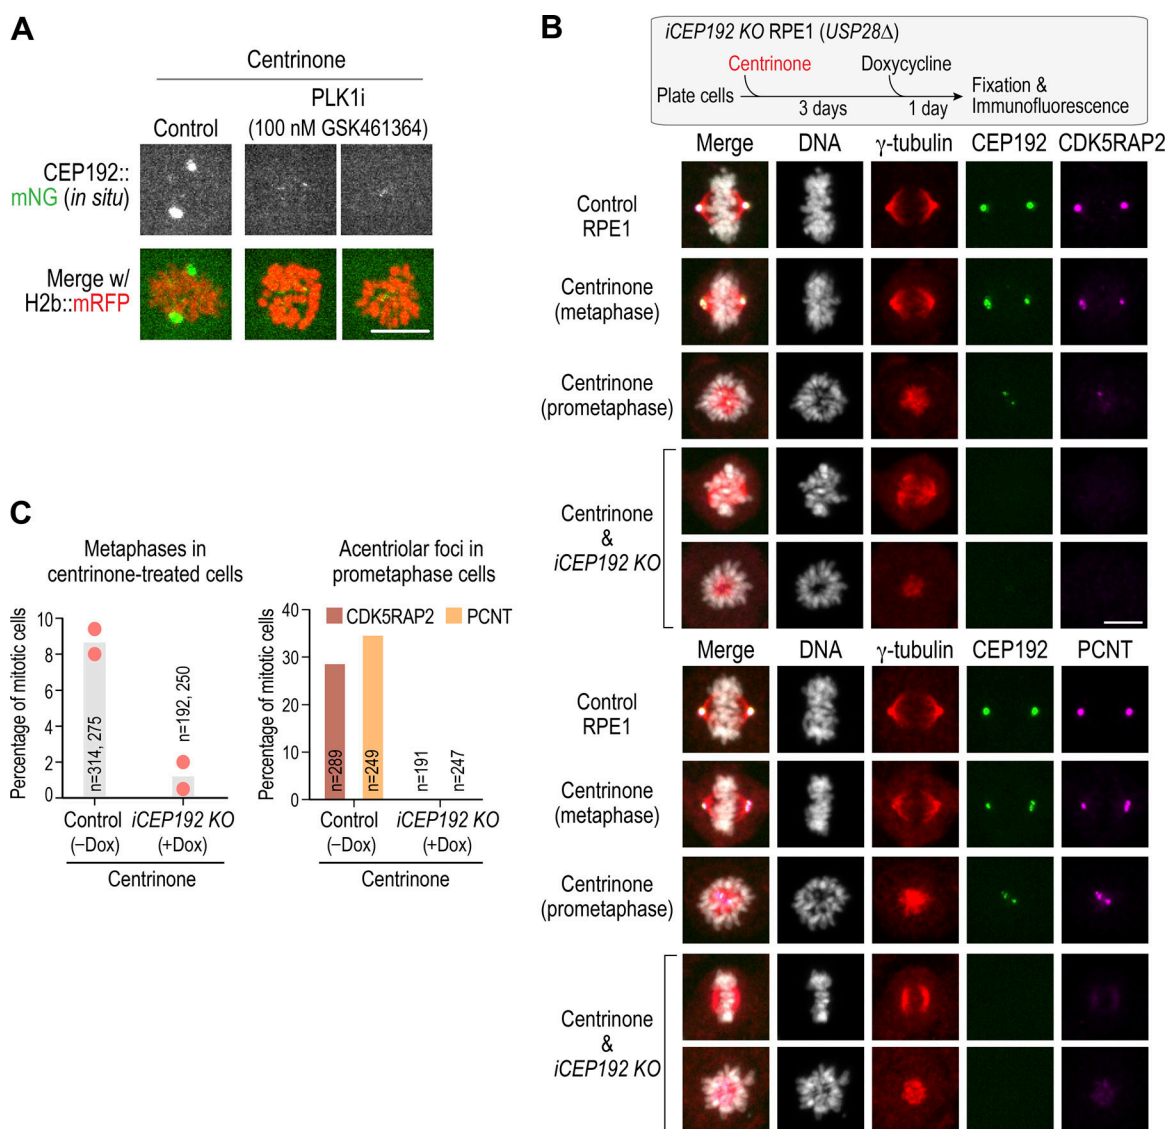 A
Centrinone
PLK1i
Control
(100 nM GSK461364)
CEP192::
mNG (in situ)
Merge w/
H2b::mRFP
B
iCEP192 KO RPE1 (USP28Δ)
Centrinone
Doxycycline
Plate cells
3 days
1 day
Fixation &
Immunofluorescence
Merge
DNA
γ-tubulin
CEP192
CDK5RAP2
Control
RPE1
Centrinone
(metaphase)
Centrinone
(prometaphase)
Centrinone
&
iCEP192 KO
Merge
DNA
γ-tubulin
CEP192
PCNT
Control
RPE1
Centrinone
(metaphase)
Centrinone
(prometaphase)
Centrinone
&
iCEP192 KO
C
Metaphases in
centrinone-treated cells
Percentage of mitotic cells
10
8
6
4
2
0
n=314, 275
n=192, 250
Control
(–Dox)
iCEP192 KO
(+Dox)
Centrinone
Acentriolar foci in
prometaphase cells
Percentage of mitotic cells
40
30
20
10
0
CDK5RAP2
PCNT
n=289
n=249
n=191
n=247
Control
(–Dox)
iCEP192 KO
(+Dox)
Centrinone